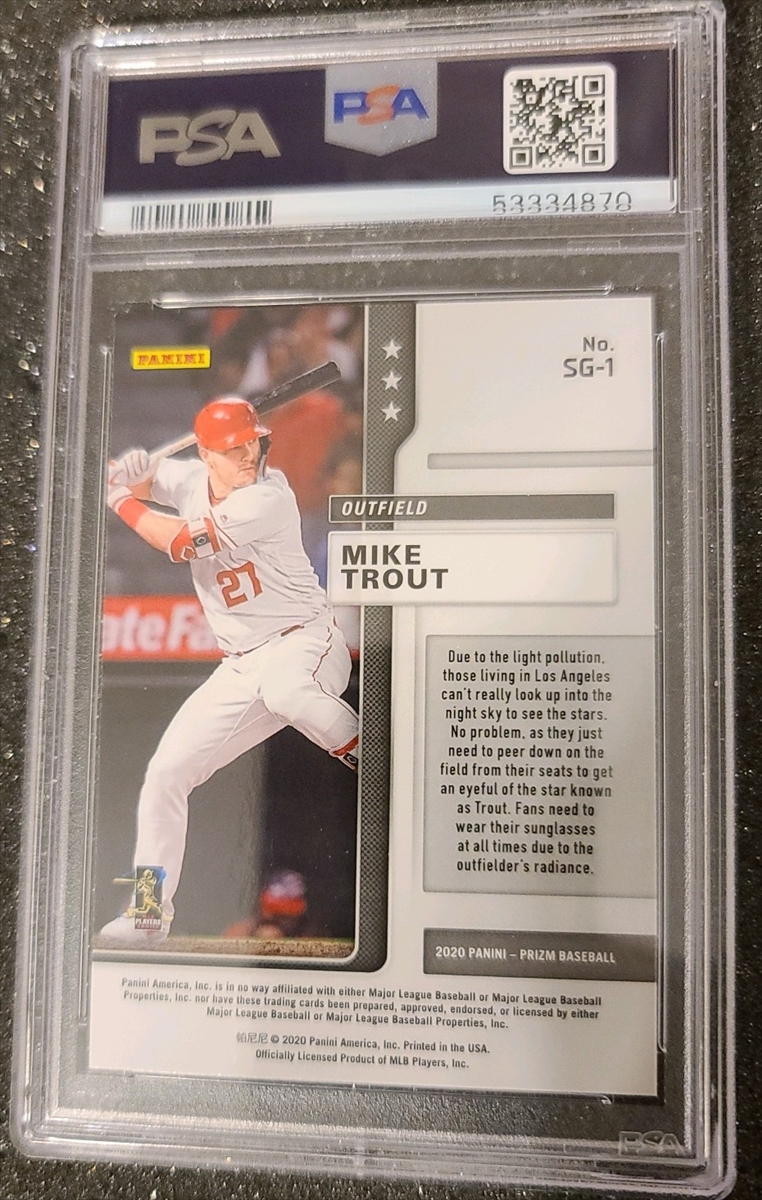 PSA
PSA
53334870
PANINI
No.
SG-1
OUTFIELD
MIKE
TROUT
27
ateFa
Due to the light pollution,
those living in Los Angeles
can't really look up into the
night sky to see the stars.
No problem, as they just
need to peer down on the
field from their seats to get
an eyeful of the star known
as Trout. Fans need to
wear their sunglasses
at all times due to the
outfielder's radiance.
PLAYERS
2020 PANINI – PRIZM BASEBALL
Panini America, Inc. is in no way affiliated with either Major League Baseball or Major League Baseball
Properties, Inc. nor have these trading cards been prepared, approved, endorsed, or licensed by either
Major League Baseball or Major League Baseball Properties, Inc.
帕尼尼 © 2020 Panini America, Inc. Printed in the USA.
Officially Licensed Product of MLB Players, Inc.
PSA